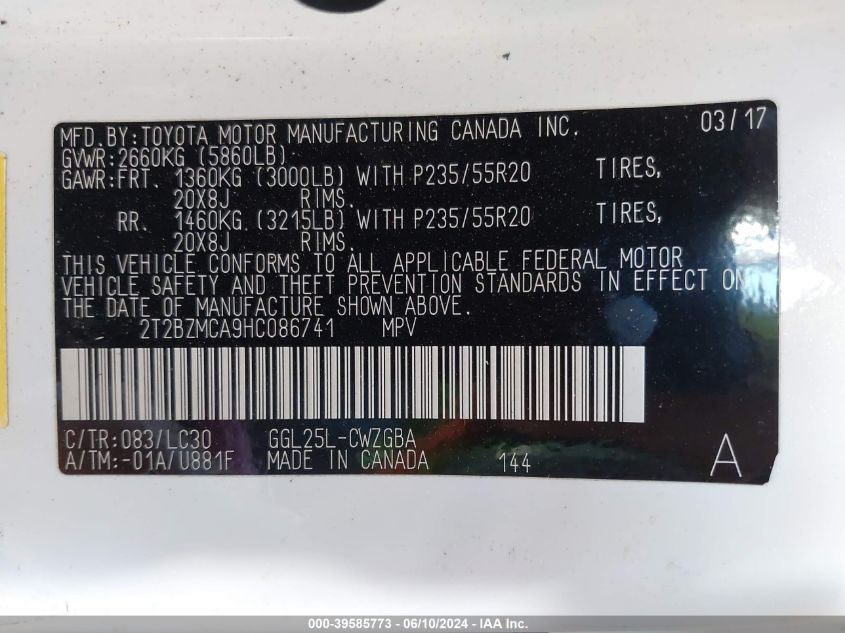 MFD.BY:TOYOTA MOTOR MANUFACTURING CANADA INC. 03/17
GVWR:2660KG (5860LB)
GAWR:FRT. 1360KG (3000LB) WITH P235/55R20 TIRES,
20X8J RIMS.
RR. 1460KG (3215LB) WITH P235/55R20 TIRES,
20X8J RIMS.
THIS VEHICLE CONFORMS TO ALL APPLICABLE FEDERAL MOTOR
VEHICLE SAFETY AND THEFT PREVENTION STANDARDS IN EFFECT ON
THE DATE OF MANUFACTURE SHOWN ABOVE.
2T2BZMCA9HC086741 MPV
C/TR:083/LC30 GGL25L-CWZGBA
A/TM:-01A/U881F MADE IN CANADA 144 A
000-39585773 - 06/10/2024 - IAA Inc.